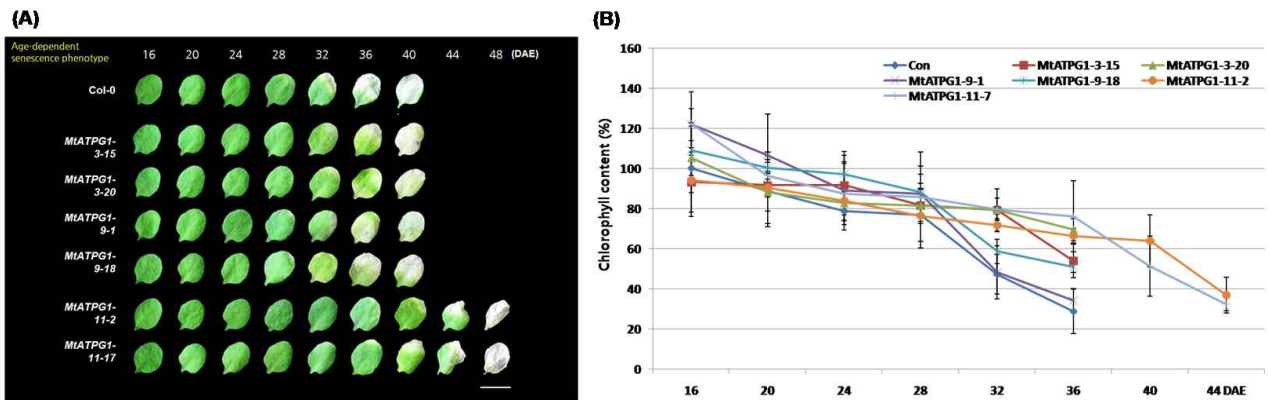 (A)
Age-dependent
senescence phenotype
16 20 24 28 32 36 40 44 48 (DAE)
Col-0
MtATPG1-
3-15
MtATPG1-
3-20
MtATPG1-
9-1
MtATPG1-
9-18
MtATPG1-
11-2
MtATPG1-
11-17
(B)
Chlorophyll content (%)
160
140
120
100
80
60
40
20
0
Con MtATPG1-3-15 MtATPG1-3-20
MtATPG1-9-1 MtATPG1-9-18 MtATPG1-11-2
MtATPG1-11-7
16 20 24 28 32 36 40 44 DAE